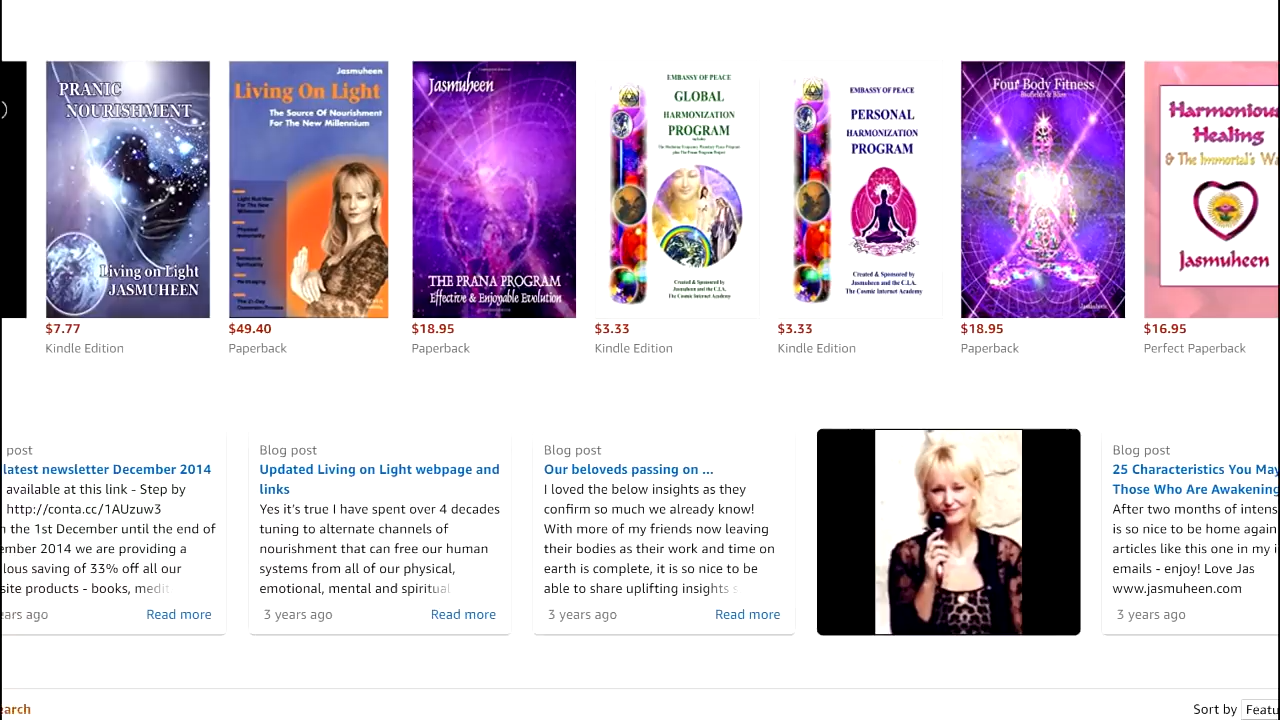 PRANIC
NOURISHMENT
Living on Light
JASMUHEEN
Jasmuheen
Living On Light
The Source Of Nourishment
For The New Millennium
Light Nutrition
For The New
Millennium
Physical
Immortality
Jasmuheen
THE PRANA PROGRAM
Effective & Enjoyable Evolution
EMBASSY OF PEACE
GLOBAL
HARMONIZATION
PROGRAM
Created & Sponsored by
Jasmuheen and the C.I.A.
The Cosmic Internet Academy
EMBASSY OF PEACE
PERSONAL
HARMONIZATION
PROGRAM
Created & Sponsored by
Jasmuheen and the C.I.A.
The Cosmic Internet Academy
Four Body Fitness
Biofields & Bliss
Jasmuheen
Harmonious
Healing
& The Immortal's Wa
Jasmuheen
$7.77
Kindle Edition
$49.40
Paperback
$18.95
Paperback
$3.33
Kindle Edition
$3.33
Kindle Edition
$18.95
Paperback
$16.95
Perfect Paperback
post
latest newsletter December 2014
available at this link - Step by
http://conta.cc/1AUzuw3
n the 1st December until the end of
ember 2014 we are providing a
lous saving of 33% off all our
site products - books, medit
ears ago
Read more
Blog post
Updated Living on Light webpage and
links
Yes it's true I have spent over 4 decades
tuning to alternate channels of
nourishment that can free our human
systems from all of our physical,
emotional, mental and spiritual
3 years ago
Read more
Blog post
Our beloveds passing on ...
I loved the below insights as they
confirm so much we already know!
With more of my friends now leaving
their bodies as their work and time on
earth is complete, it is so nice to be
able to share uplifting insights s
3 years ago
Read more
Blog post
25 Characteristics You May
Those Who Are Awakening
After two months of intens
is so nice to be home again
articles like this one in my i
emails - enjoy! Love Jas
www.jasmuheen.com
3 years ago
earch
Sort by
Featu